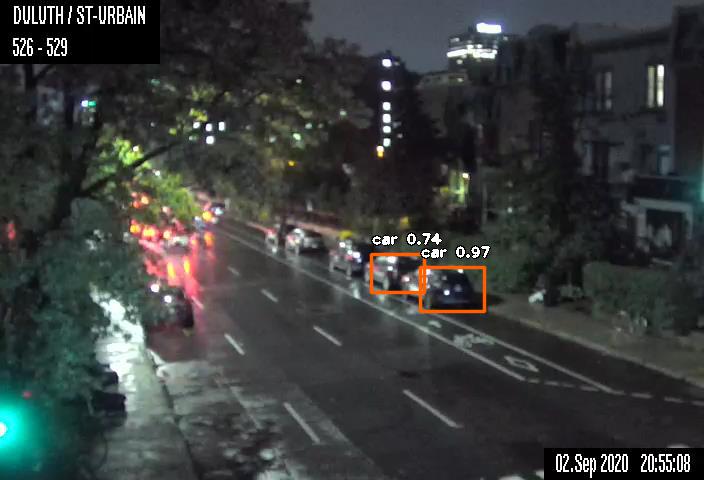 DULUTH / ST-URBAIN
526 - 529
car 0.74
car 0.97
02.Sep 2020 20:55:08